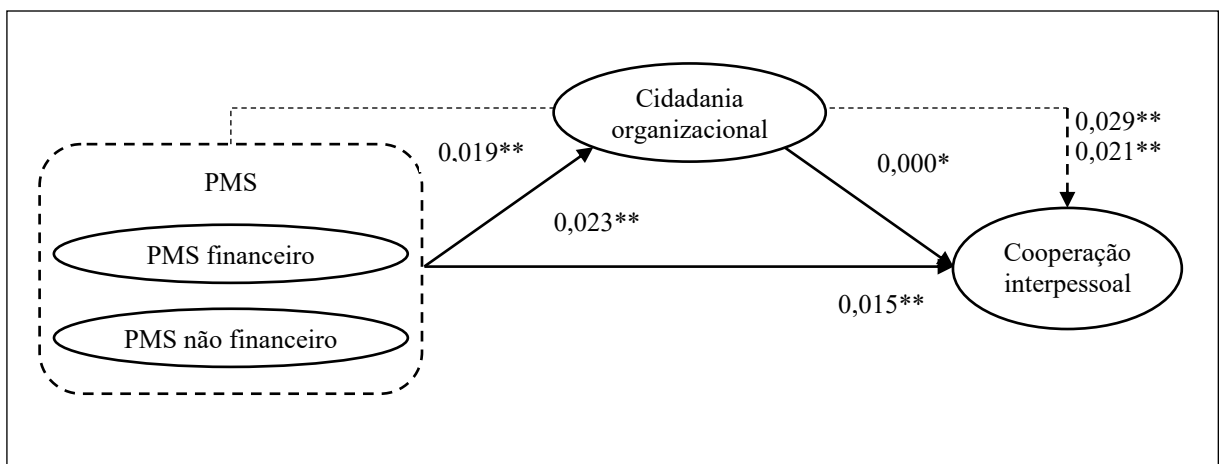 Cidadania
organizacional
0,029**
0,021**
0,019**
0,000*
PMS
0,023**
PMS financeiro
Cooperação
interpessoal
0,015**
PMS não financeiro